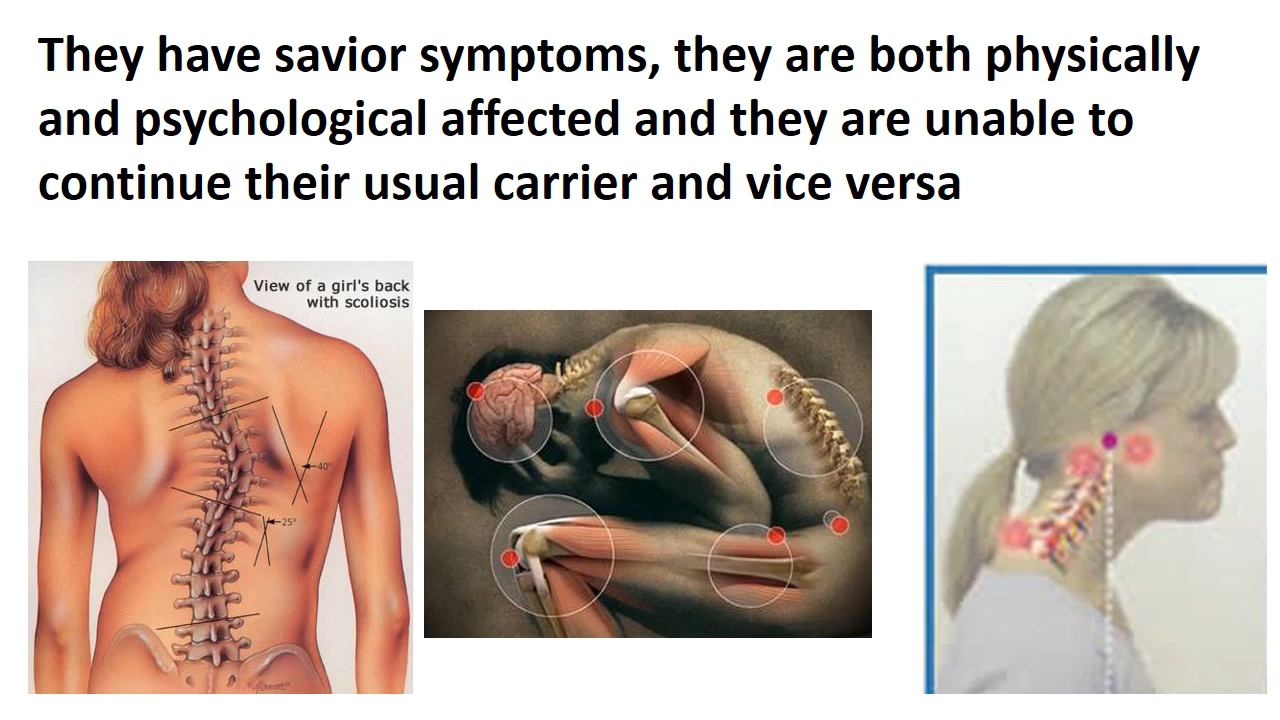 They have savior symptoms, they are both physically
and psychological affected and they are unable to
continue their usual carrier and vice versa
View of a girl's back
with scoliosis
40°
25°